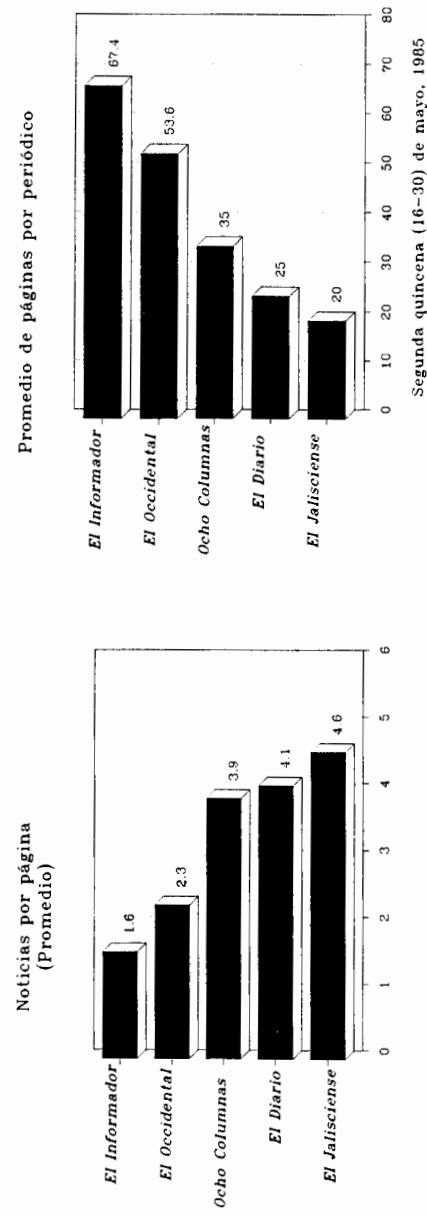 Noticias por página
(Promedio)
El Informador
1.6
El Occidental
2.3
Ocho Columnas
3.9
El Diario
4.1
El Jalisciense
4.6
0 1 2 3 4 5 6
Promedio de páginas por periódico
El Informador
67.4
El Occidental
53.6
Ocho Columnas
35
El Diario
25
El Jalisciense
20
0 10 20 30 40 50 60 70 80
Segunda quincena (16-30) de mayo, 1985